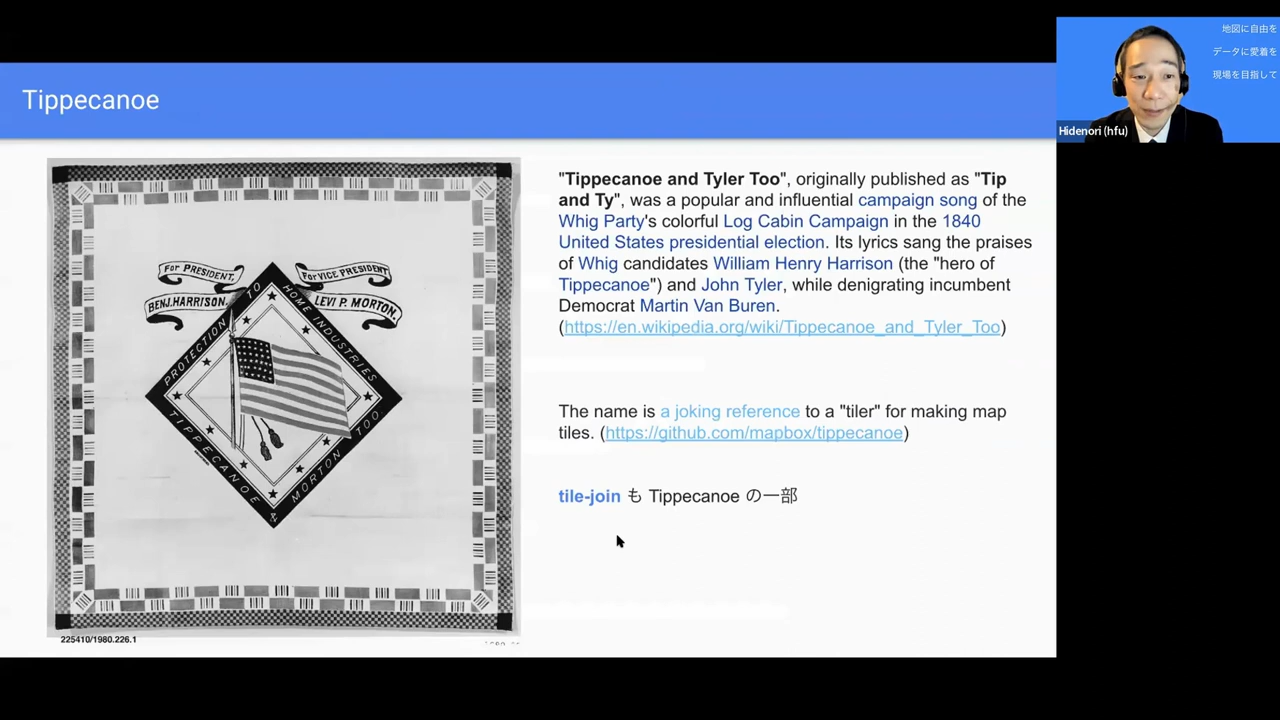 Tippecanoe
For PRESIDENT,
BENJ. HARRISON.
For VICE PRESIDENT
LEVI P. MORTON.
PROTECTION TO HOME INDUSTRIES
TIPPECANOE & MORTON TOO.
225410/1980.226.1
"Tippecanoe and Tyler Too", originally published as "Tip
and Ty", was a popular and influential campaign song of the
Whig Party's colorful Log Cabin Campaign in the 1840
United States presidential election. Its lyrics sang the praises
of Whig candidates William Henry Harrison (the "hero of
Tippecanoe") and John Tyler, while denigrating incumbent
Democrat Martin Van Buren.
(https://en.wikipedia.org/wiki/Tippecanoe_and_Tyler_Too)
The name is a joking reference to a "tiler" for making map
tiles. (https://github.com/mapbox/tippecanoe)
tile-join も Tippecanoe の一部
地図に自由を
データに愛着を
現場を目指して
Hidenori (hfu)